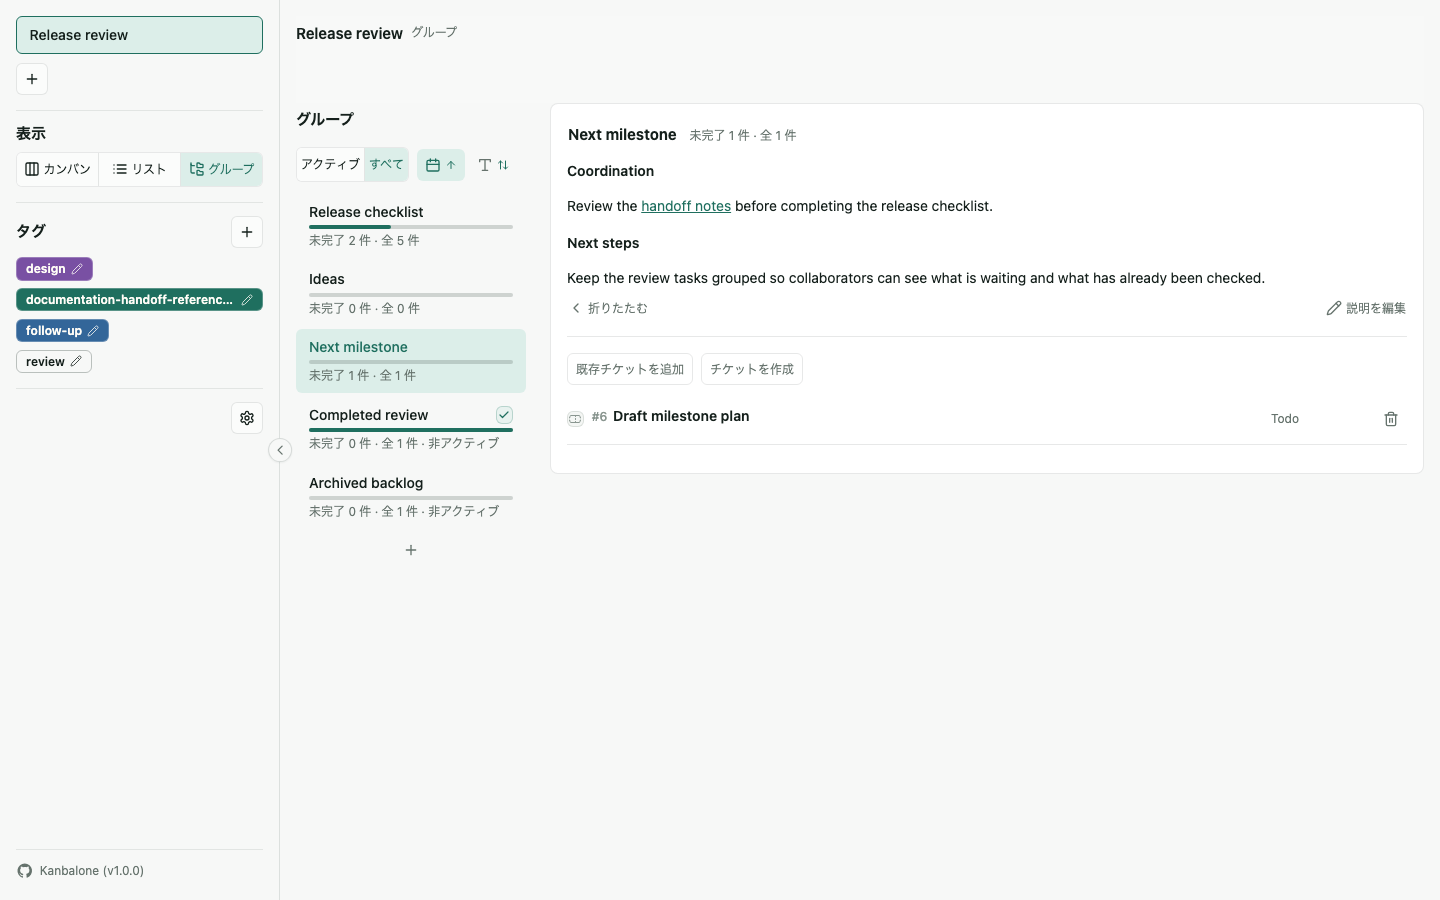 Release review
表示
カンバン
リスト
グループ
タグ
design
documentation-handoff-referenc...
follow-up
review
Kanbalone (v1.0.0)
Release review グループ
グループ
アクティブ
すべて
Release checklist
未完了 2 件 · 全 5 件
Ideas
未完了 0 件 · 全 0 件
Next milestone
未完了 1 件 · 全 1 件
Completed review
未完了 0 件 · 全 1 件 · 非アクティブ
Archived backlog
未完了 0 件 · 全 1 件 · 非アクティブ
Next milestone 未完了 1 件 · 全 1 件
Coordination
Review the handoff notes before completing the release checklist.
Next steps
Keep the review tasks grouped so collaborators can see what is waiting and what has already been checked.
折りたたむ
説明を編集
既存チケットを追加
チケットを作成
#6 Draft milestone plan
Todo